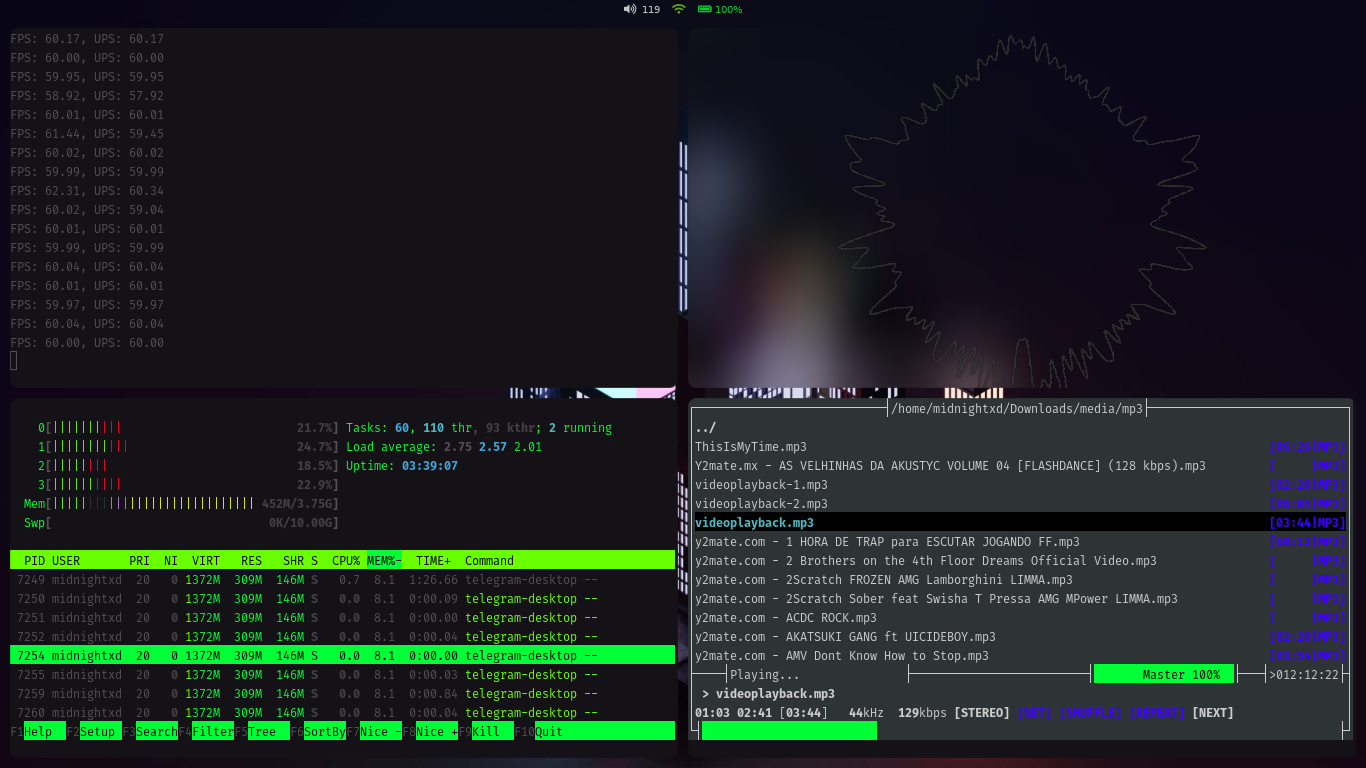 119 100%
FPS: 60.17, UPS: 60.17
FPS: 60.00, UPS: 60.00
FPS: 59.95, UPS: 59.95
FPS: 58.92, UPS: 57.92
FPS: 60.01, UPS: 60.01
FPS: 61.44, UPS: 59.45
FPS: 60.02, UPS: 60.02
FPS: 59.99, UPS: 59.99
FPS: 62.31, UPS: 60.34
FPS: 60.02, UPS: 59.04
FPS: 60.01, UPS: 60.01
FPS: 59.99, UPS: 59.99
FPS: 60.04, UPS: 60.04
FPS: 60.01, UPS: 60.01
FPS: 59.97, UPS: 59.97
FPS: 60.04, UPS: 60.04
FPS: 60.00, UPS: 60.00
0[ 21.7%] Tasks: 60, 110 thr, 93 kthr; 2 running
1[ 24.7%] Load average: 2.75 2.57 2.01
2[ 18.5%] Uptime: 03:39:07
3[ 22.9%]
Mem[ 452M/3.75G]
Swp[ 0K/10.00G]
PID USER PRI NI VIRT RES SHR S CPU% MEM%- TIME+ Command
7249 midnightxd 20 0 1372M 309M 146M S 0.7 8.1 1:26.66 telegram-desktop --
7250 midnightxd 20 0 1372M 309M 146M S 0.0 8.1 0:00.09 telegram-desktop --
7251 midnightxd 20 0 1372M 309M 146M S 0.0 8.1 0:00.00 telegram-desktop --
7252 midnightxd 20 0 1372M 309M 146M S 0.0 8.1 0:00.04 telegram-desktop --
7254 midnightxd 20 0 1372M 309M 146M S 0.0 8.1 0:00.00 telegram-desktop --
7255 midnightxd 20 0 1372M 309M 146M S 0.0 8.1 0:00.03 telegram-desktop --
7259 midnightxd 20 0 1372M 309M 146M S 0.0 8.1 0:00.84 telegram-desktop --
7260 midnightxd 20 0 1372M 309M 146M S 0.0 8.1 0:00.04 telegram-desktop --
F1Help F2Setup F3SearchF4FilterF5Tree F6SortByF7Nice -F8Nice +F9Kill F10Quit
/home/midnightxd/Downloads/media/mp3
../
ThisIsMyTime.mp3 [06:26|MP3]
Y2mate.mx - AS VELHINHAS DA AKUSTYC VOLUME 04 [FLASHDANCE] (128 kbps).mp3 [ |MP3]
videoplayback-1.mp3 [02:20|MP3]
videoplayback-2.mp3 |MP3]
videoplayback.mp3 [03:44|MP3]
y2mate.com - 1 HORA DE TRAP para ESCUTAR JOGANDO FF.mp3 |MP3]
y2mate.com - 2 Brothers on the 4th Floor Dreams Official Video.mp3 [ |MP3]
y2mate.com - 2Scratch FROZEN AMG Lamborghini LIMMA.mp3 [ |MP3]
y2mate.com - 2Scratch Sober feat Swisha T Pressa AMG MPower LIMMA.mp3 [ |MP3]
y2mate.com - ACDC ROCK.mp3 [ |MP3]
y2mate.com - AKATSUKI GANG ft UICIDEBOY.mp3 [02:20|MP3]
y2mate.com - AMV Dont Know How to Stop.mp3 [03:54|MP3]
Playing... Master 100% >012:12:22
> videoplayback.mp3
01:03 02:41 [03:44] 44kHz 129kbps [STEREO] [NET] [SHUFFLE] [REPEAT] [NEXT]